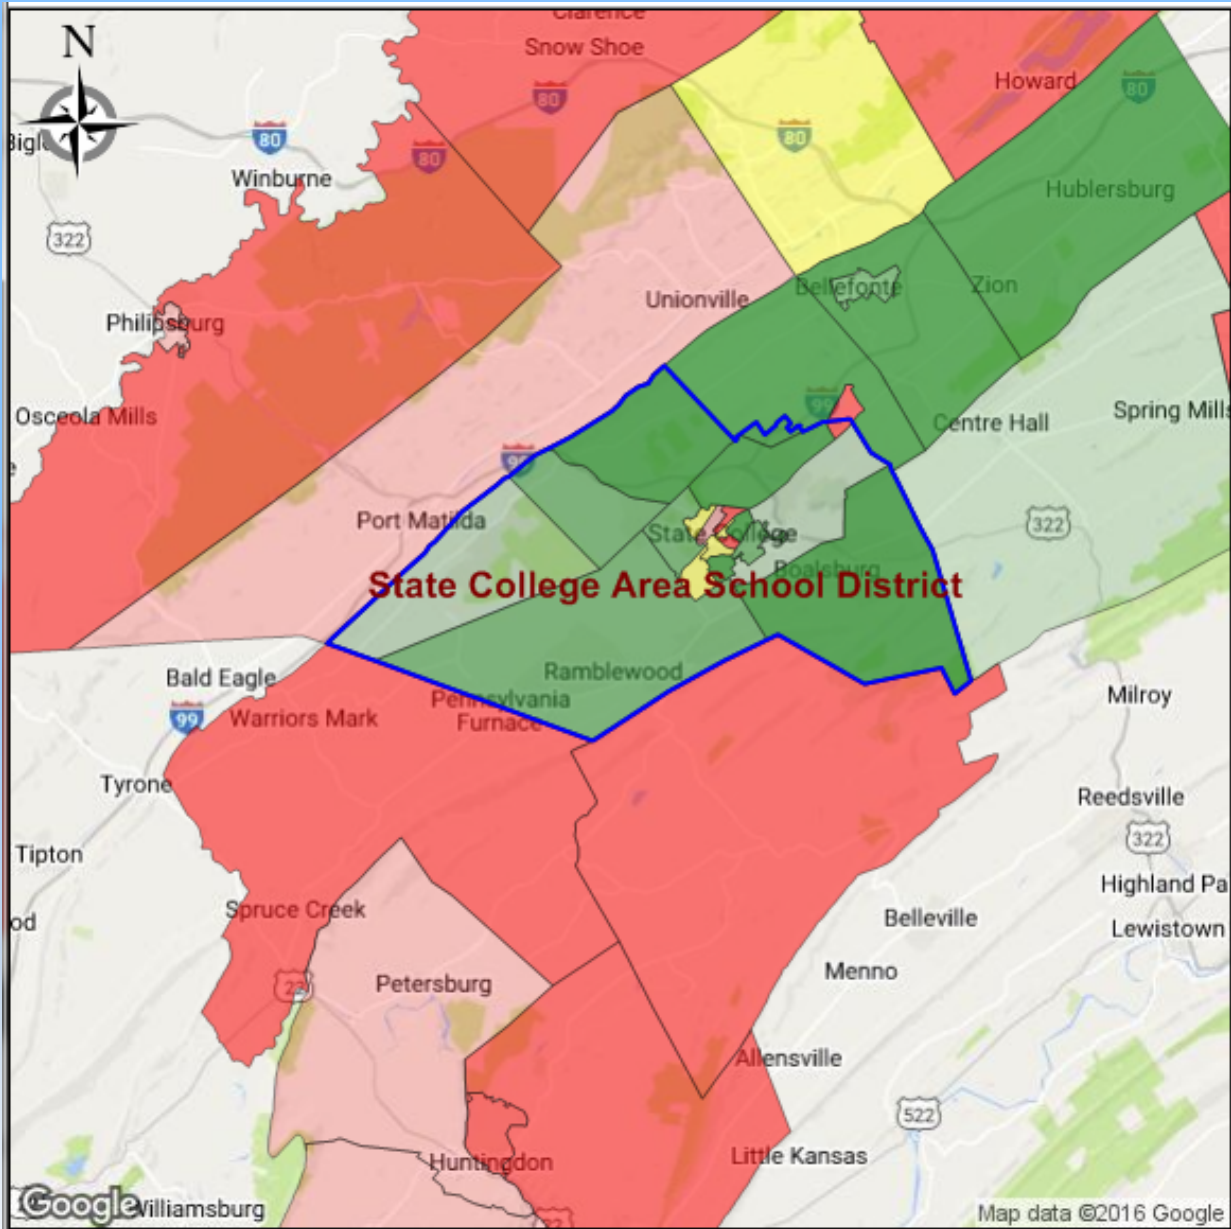 Clarence
N
Snow Shoe
80
Howard
80
80
80
80
Winburne
Hublersburg
322
Bellefonte
Zion
Unionville
Philipsburg
99
Osceola Mills
Spring Mills
Centre Hall
Port Matilda
322
State College
Boalsburg
State College Area School District
Ramblewood
Bald Eagle
Pennsylvania
Furnace
Milroy
99
Warriors Mark
Tyrone
Reedsville
322
Tipton
Highland Pa
Spruce Creek
Belleville
Lewistown
od
Menno
Petersburg
22
Allensville
522
Huntingdon
Little Kansas
Google
Williamsburg
22
Map data ©2016 Google